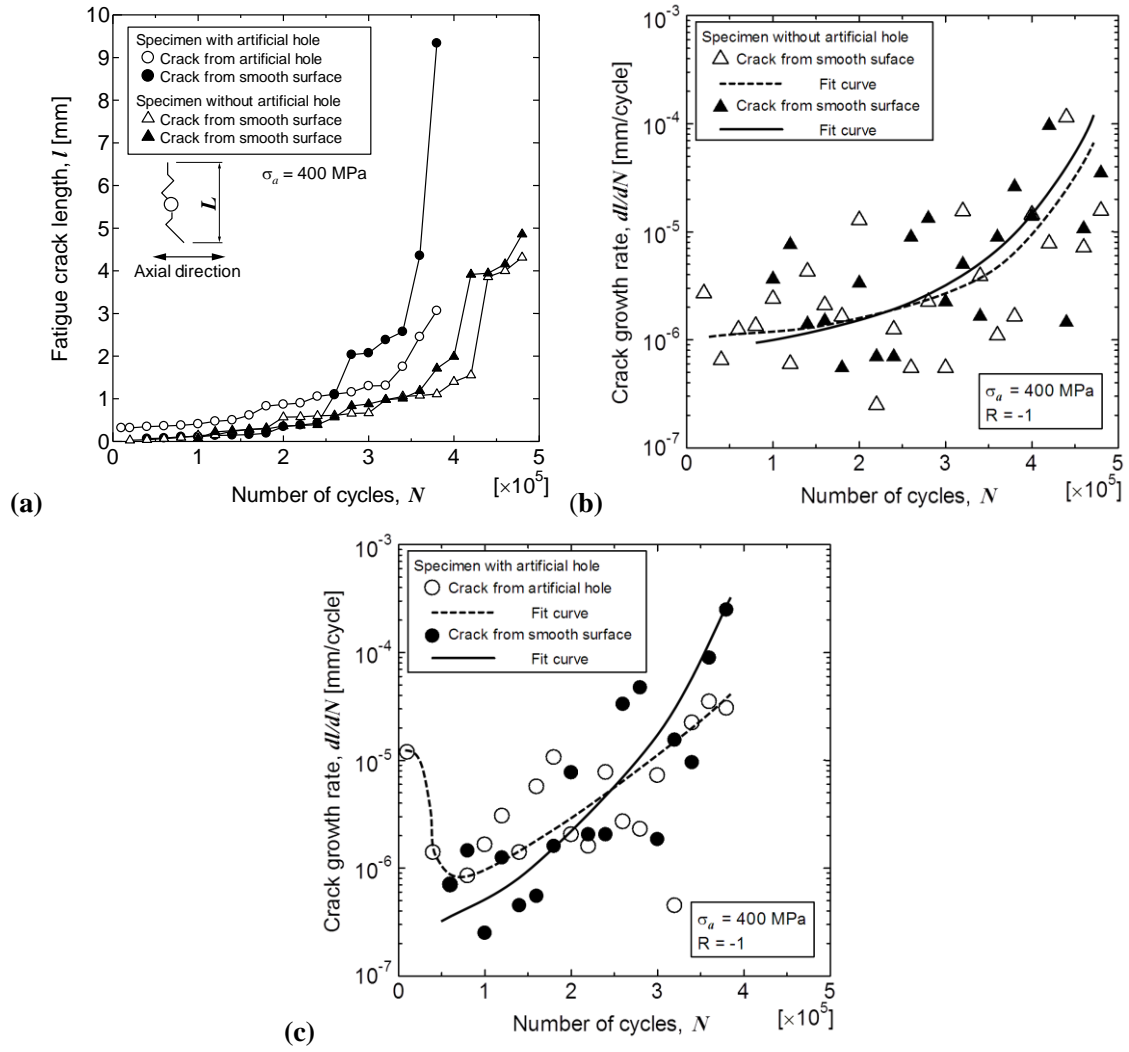 10
9
8
7
6
5
4
3
2
1
0
Fatigue crack length, l [mm]
Specimen with artificial hole
Crack from artificial hole
Crack from smooth surface
Specimen without artificial hole
Crack from smooth surface
Crack from smooth surface
σa = 400 MPa
L
Axial direction
0 1 2 3 4 5
[×10⁵]
Number of cycles, N
(a)
10⁻³
10⁻⁴
10⁻⁵
10⁻⁶
10⁻⁷
Crack growth rate, dl/dN [mm/cycle]
Specimen without artificial hole
Crack from smooth suface
Fit curve
Crack from smooth surface
Fit curve
σa = 400 MPa
R = -1
0 1 2 3 4 5
[×10⁵]
Number of cycles, N
(b)
10⁻³
10⁻⁴
10⁻⁵
10⁻⁶
10⁻⁷
Crack growth rate, dl/dN [mm/cycle]
Specimen with artificial hole
Crack from artificial hole
Fit curve
Crack from smooth surface
Fit curve
σa = 400 MPa
R = -1
0 1 2 3 4 5
[×10⁵]
Number of cycles, N
(c)